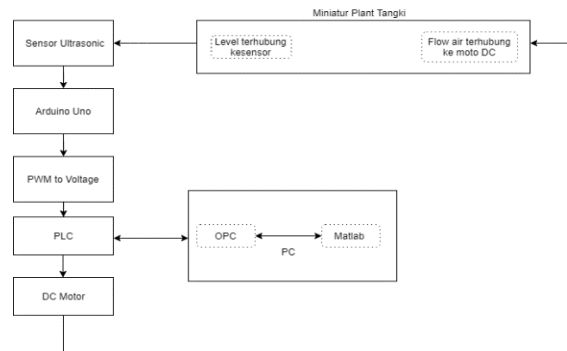 Miniatur Plant Tangki
Sensor Ultrasonic
Level terhubung
kesensor
Flow air terhubung
ke moto DC
Arduino Uno
PWM to Voltage
PLC
OPC
Matlab
PC
DC Motor